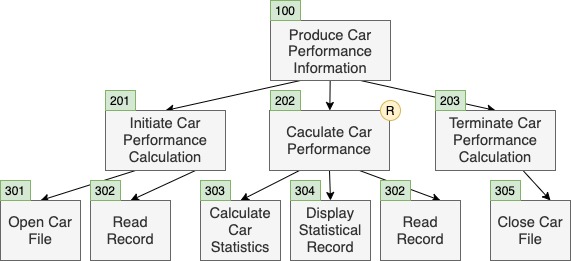 100
Produce Car
Performance
Information
201
Initiate Car
Performance
Calculation
202
R
Caculate Car
Performance
203
Terminate Car
Performance
Calculation
301
Open Car
File
302
Read
Record
303
Calculate
Car
Statistics
304
Display
Statistical
Record
302
Read
Record
305
Close Car
File